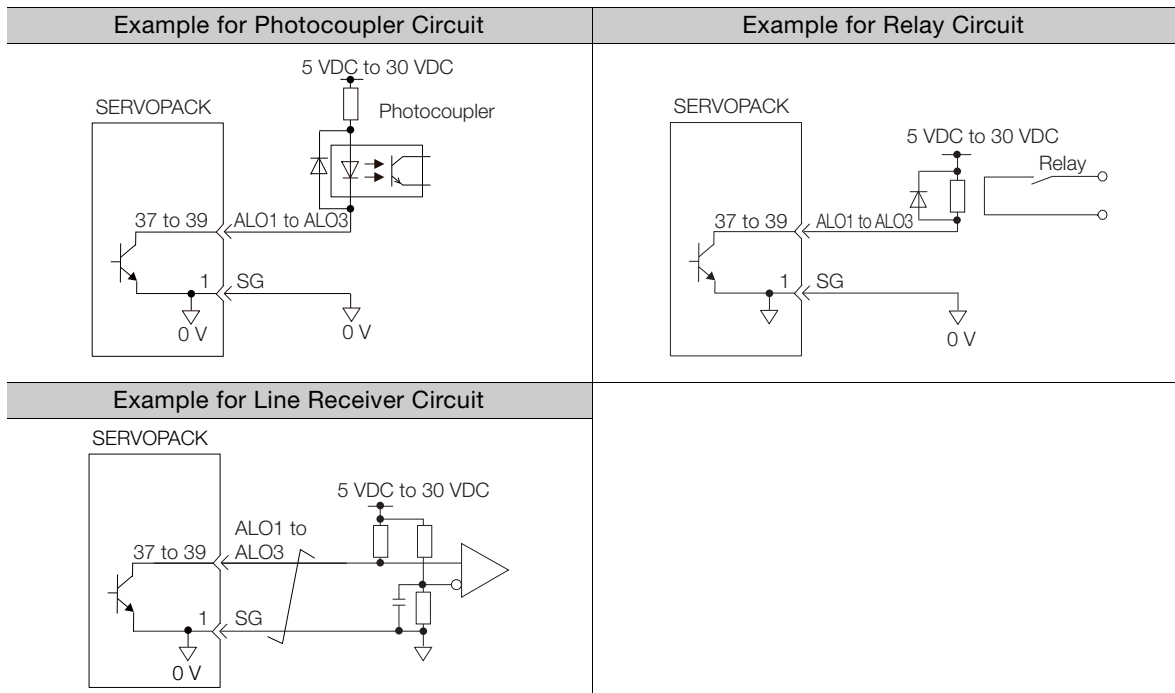 Example for Photocoupler Circuit
Example for Relay Circuit
5 VDC to 30 VDC
SERVOPACK
Photocoupler
37 to 39
ALO1 to ALO3
1
SG
0 V
0 V
SERVOPACK
5 VDC to 30 VDC
Relay
37 to 39
ALO1 to ALO3
1
SG
0 V
Example for Line Receiver Circuit
SERVOPACK
5 VDC to 30 VDC
ALO1 to
37 to 39
ALO3
1
SG
0 V